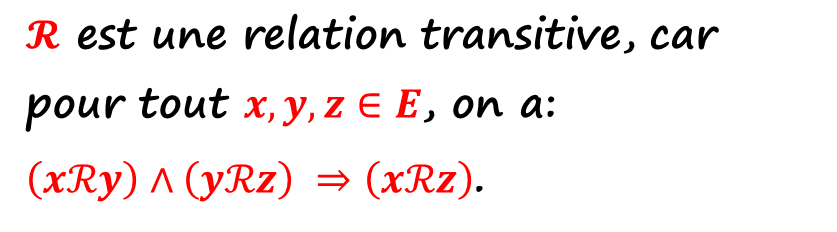 ℛ est une relation transitive, car
pour tout x, y, z ∈ E, on a:
(xℛy) ∧ (yℛz) ⇒ (xℛz).